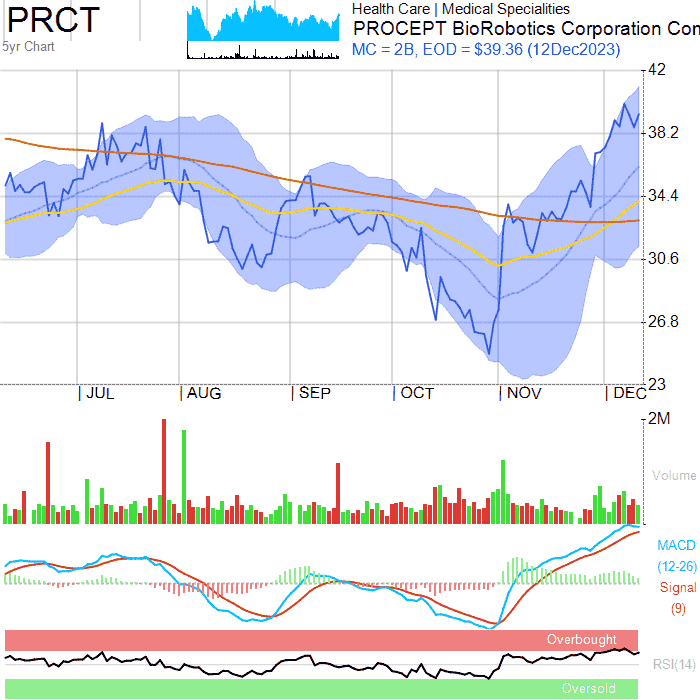 PRCT
5yr Chart
Health Care | Medical Specialities
PROCEPT BioRobotics Corporation Con
MC = 2B, EOD = $39.36 (12Dec2023)
42
38.2
34.4
30.6
26.8
23
| JUL | AUG | SEP | OCT | NOV | DEC
2M
Volume
MACD
(12-26)
Signal
(9)
Overbought
RSI(14)
Oversold